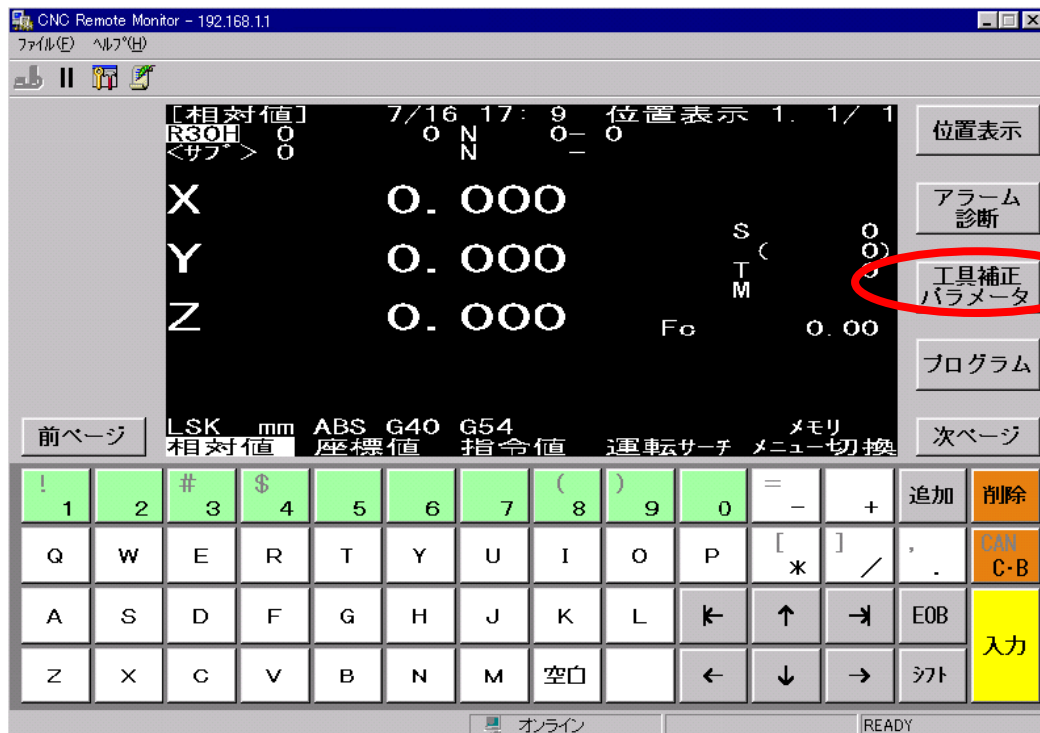 CNC Remote Monitor - 192.168.1.1
ファイル(F) ヘルプ(H)
[相対値] 7/16 17: 9 位置表示 1. 1/ 1
R3OH 0 0 N 0- 0
<サブ> 0 N -
X 0. 000
Y 0. 000
Z 0. 000
S 0
( 0)
T 0
M
Fc 0. 00
LSK mm ABS G40 G54 メモリ
相対値 座標値 指令値 運転サーチ メニュー切換
位置表示
アラーム
診断
工具補正
パラメータ
プログラム
前ページ
次ページ
! 1 2 # 3 $ 4 5 6 7 ( 8 ) 9 0 = - + 追加 削除
Q W E R T Y U I O P [ * ] / , . CAN C・B
A S D F G H J K L ⇤ ↑ ⇥ EOB
入力
Z X C V B N M 空白 ← ↓ → シフト
オンライン READY